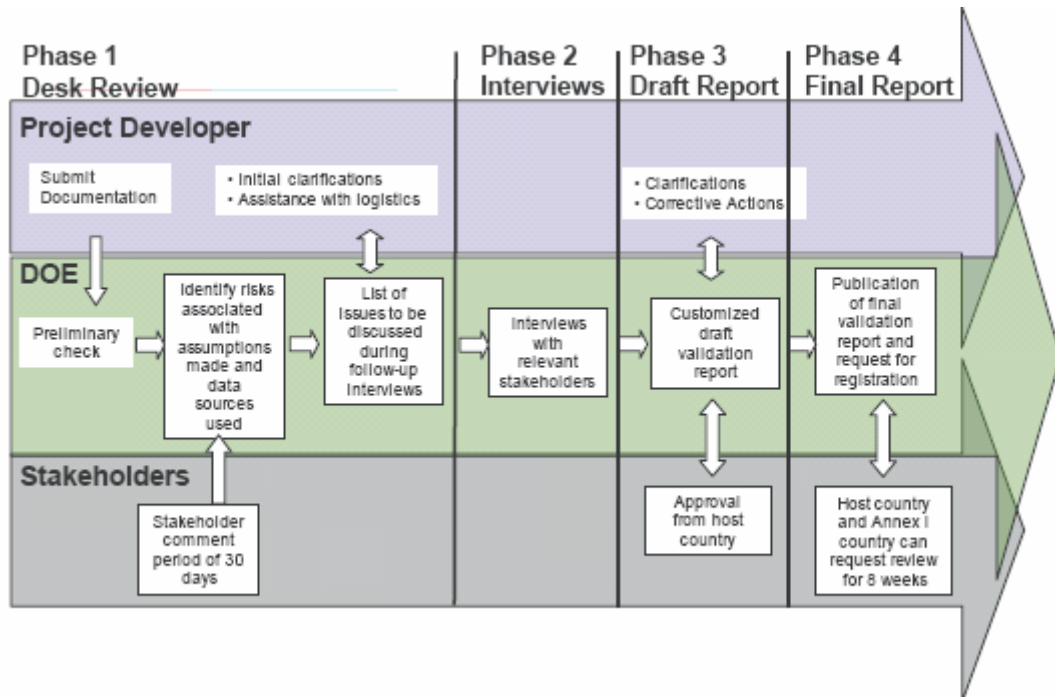 Phase 1
Desk Review
Phase 2
Interviews
Phase 3
Draft Report
Phase 4
Final Report
Project Developer
Submit
Documentation
• Initial clarifications
• Assistance with logistics
• Clarifications
• Corrective Actions
DOE
Preliminary
check
Identify risks
associated
with
assumptions
made and
data
sources
used
List of
issues to be
discussed
during
follow-up
interviews
Interviews
with
relevant
stakeholders
Customized
draft
validation
report
Publication
of final
validation
report and
request for
registration
Stakeholders
Stakeholder
comment
period of 30
days
Approval
from host
country
Host country
and Annex I
country can
request review
for 8 weeks